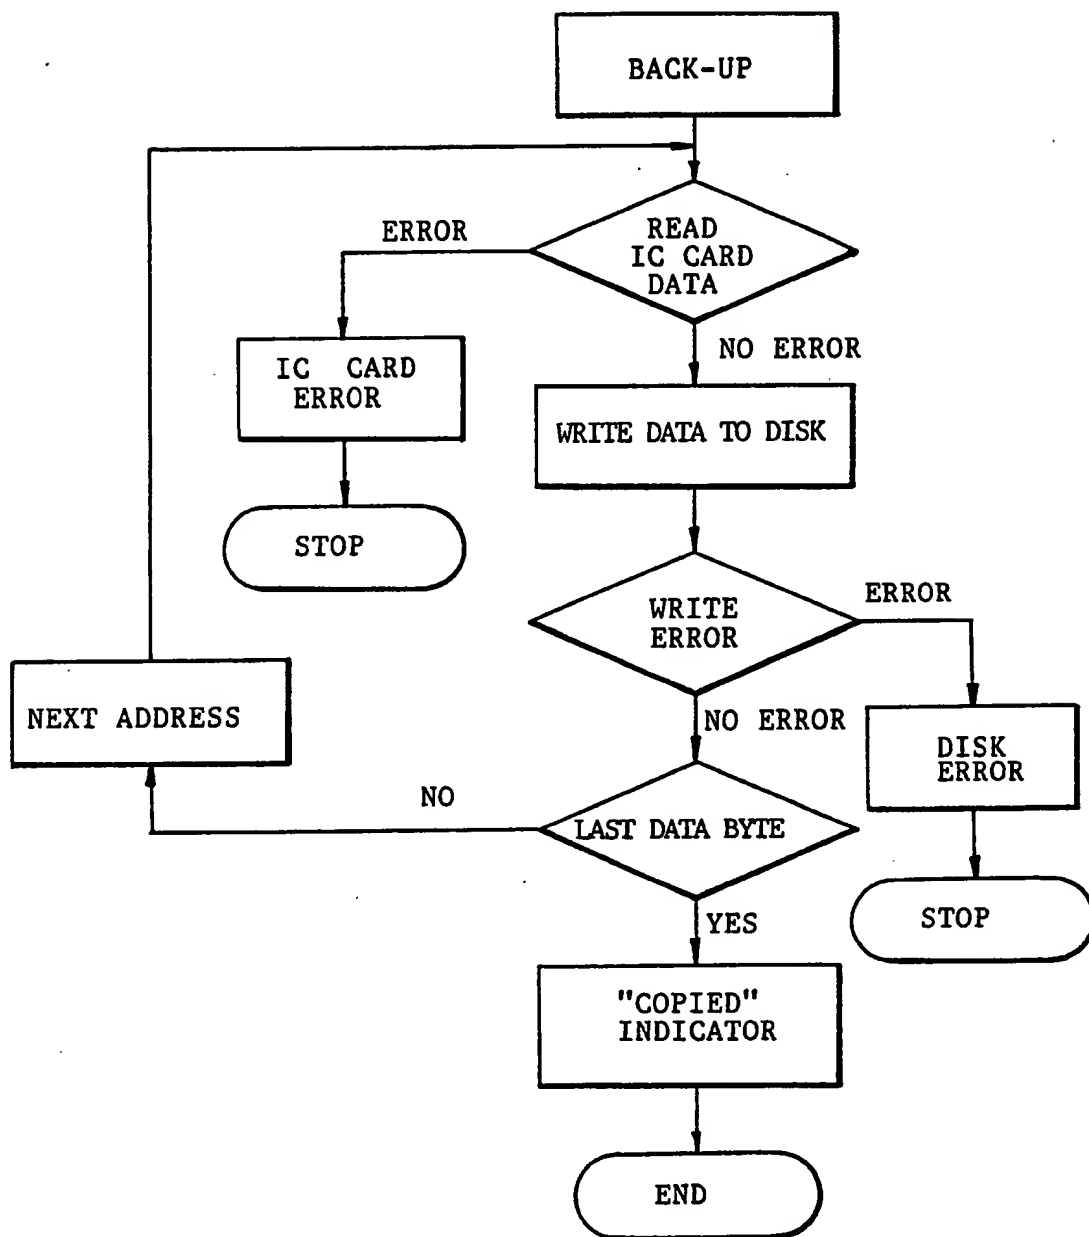 BACK-UP
ERROR
READ
IC CARD
DATA
NO ERROR
IC CARD
ERROR
WRITE DATA TO DISK
STOP
WRITE
ERROR
ERROR
NEXT ADDRESS
NO ERROR
DISK
ERROR
NO
LAST DATA BYTE
STOP
YES
"COPIED"
INDICATOR
END